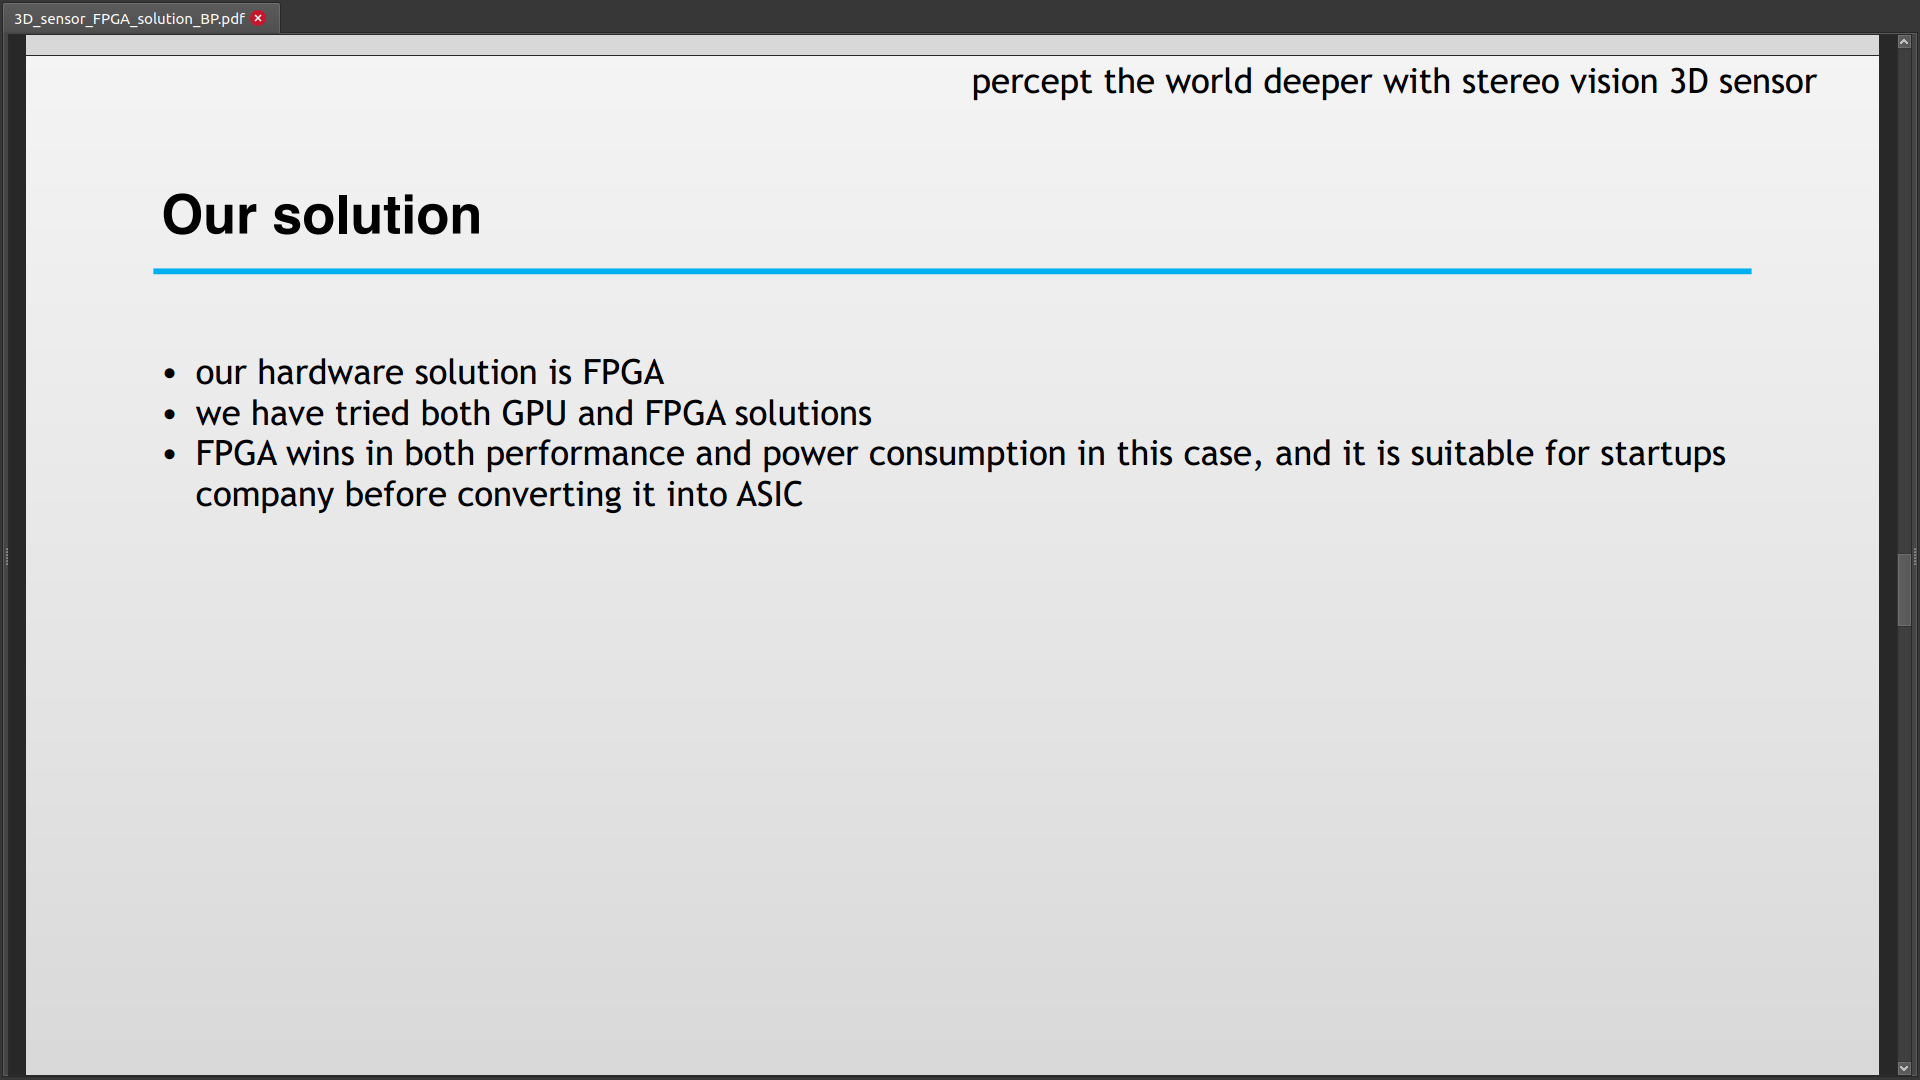 3D_sensor_FPGA_solution_BP.pdf
percept the world deeper with stereo vision 3D sensor
Our solution
• our hardware solution is FPGA
• we have tried both GPU and FPGA solutions
• FPGA wins in both performance and power consumption in this case, and it is suitable for startups
company before converting it into ASIC